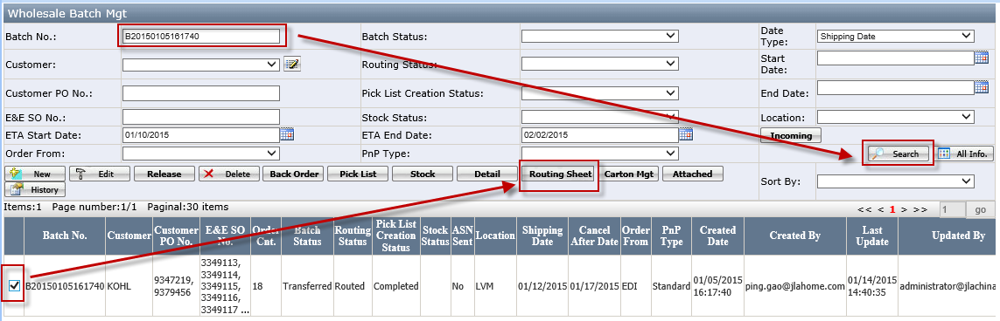 Wholesale Batch Mgt
Batch No.: B20150105161740 Batch Status: Date Type: Shipping Date
Customer: Routing Status: Start Date:
Customer PO No.: Pick List Creation Status: End Date:
E&E SO No.: Stock Status: Location:
ETA Start Date: 01/10/2015 ETA End Date: 02/02/2015 Incoming
Order From: PnP Type: Search All Info.
New Edit Release Delete Back Order Pick List Stock Detail Routing Sheet Carton Mgt Attached
History Sort By:
Items:1 Page number:1/1 Paginal:30 items << < 1 > >> 1 go
Batch No. Customer Customer PO No. E&E SO No. Order Cnt. Batch Status Routing Status Pick List Creation Status Stock Status ASN Sent Location Shipping Date Cancel After Date Order From PnP Type Created Date Created By Last Update Updated By
B20150105161740 KOHL 9347219, 9379456 3349113, 3349114, 3349115, 3349116, 3349117 ... 18 Transferred Routed Completed No LVM 01/12/2015 01/17/2015 EDI Standard 01/05/2015 16:17:40 ping.gao@jlahome.com 01/14/2015 14:40:35 administrator@jlachina